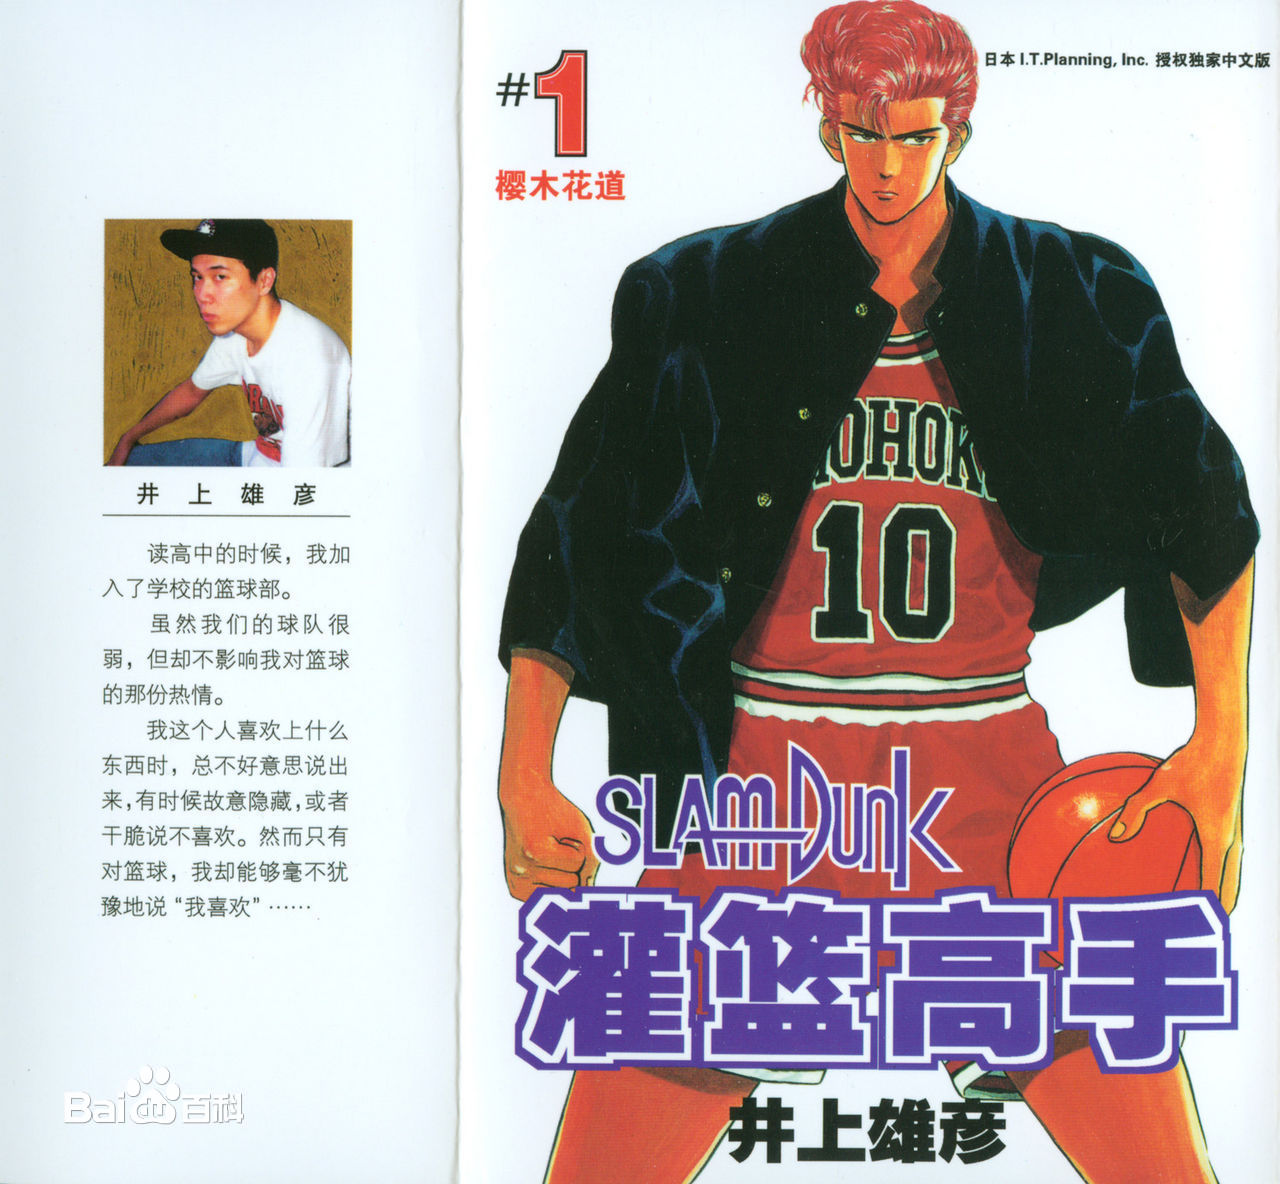 井上雄彦
读高中的时候，我加
入了学校的篮球部。
虽然我们的球队很
弱，但却不影响我对篮球
的那份热情。
我这个人喜欢上什么
东西时，总不好意思说出
来，有时候故意隐藏，或者
干脆说不喜欢。然而只有
对篮球，我却能够毫不犹
豫地说“我喜欢”……
Baidu百科
#1
樱木花道
日本I.T.Planning, Inc. 授权独家中文版
OHOK
10
SLAM DUNK
灌篮高手
井上雄彦